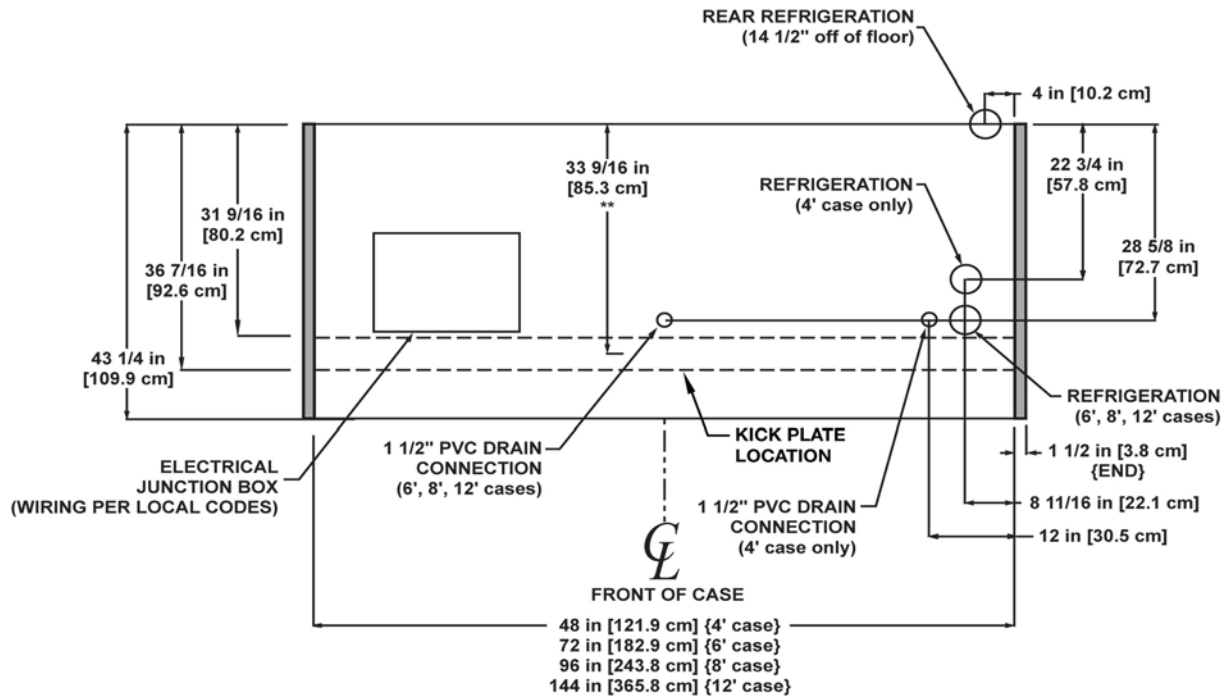 REAR REFRIGERATION
(14 1/2" off of floor)
4 in [10.2 cm]
33 9/16 in
[85.3 cm]
**
22 3/4 in
[57.8 cm]
REFRIGERATION
(4' case only)
31 9/16 in
[80.2 cm]
28 5/8 in
[72.7 cm]
36 7/16 in
[92.6 cm]
43 1/4 in
[109.9 cm]
REFRIGERATION
(6', 8', 12' cases)
KICK PLATE
LOCATION
1 1/2" PVC DRAIN
CONNECTION
(6', 8', 12' cases)
1 1/2 in [3.8 cm]
{END}
ELECTRICAL
JUNCTION BOX
(WIRING PER LOCAL CODES)
8 11/16 in [22.1 cm]
1 1/2" PVC DRAIN
CONNECTION
(4' case only)
12 in [30.5 cm]
CL
FRONT OF CASE
48 in [121.9 cm] {4' case}
72 in [182.9 cm] {6' case}
96 in [243.8 cm] {8' case}
144 in [365.8 cm] {12' case}